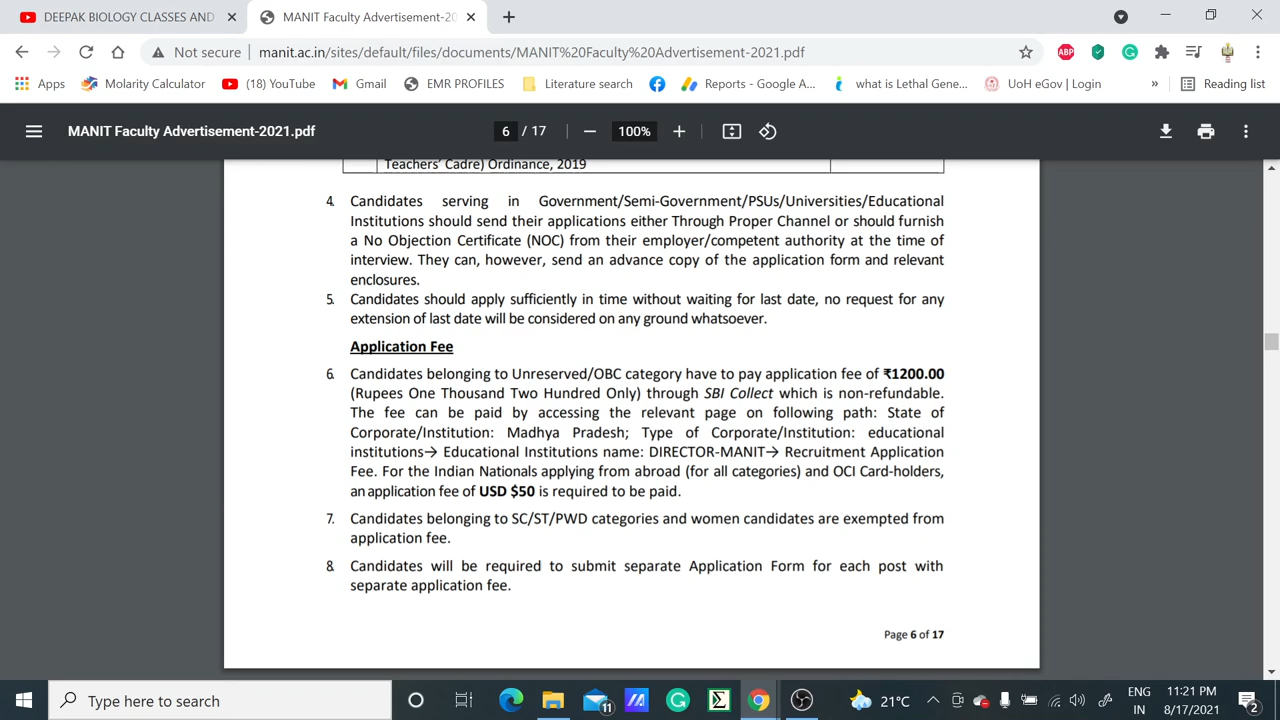 DEEPAK BIOLOGY CLASSES AND
MANIT Faculty Advertisement-20
Not secure
manit.ac.in/sites/default/files/documents/MANIT%20Faculty%20Advertisement-2021.pdf
ABP
Apps
Molarity Calculator
(18) YouTube
Gmail
EMR PROFILES
Literature search
Reports - Google A...
what is Lethal Gene...
UoH eGov | Login
»
Reading list
MANIT Faculty Advertisement-2021.pdf
6 / 17
100%
Teachers' Cadre) Ordinance, 2019
4. Candidates serving in Government/Semi-Government/PSUs/Universities/Educational
Institutions should send their applications either Through Proper Channel or should furnish
a No Objection Certificate (NOC) from their employer/competent authority at the time of
interview. They can, however, send an advance copy of the application form and relevant
enclosures.
5. Candidates should apply sufficiently in time without waiting for last date, no request for any
extension of last date will be considered on any ground whatsoever.
Application Fee
6. Candidates belonging to Unreserved/OBC category have to pay application fee of ₹1200.00
(Rupees One Thousand Two Hundred Only) through SBI Collect which is non-refundable.
The fee can be paid by accessing the relevant page on following path: State of
Corporate/Institution: Madhya Pradesh; Type of Corporate/Institution: educational
institutions→ Educational Institutions name: DIRECTOR-MANIT→ Recruitment Application
Fee. For the Indian Nationals applying from abroad (for all categories) and OCI Card-holders,
an application fee of USD $50 is required to be paid.
7. Candidates belonging to SC/ST/PWD categories and women candidates are exempted from
application fee.
8. Candidates will be required to submit separate Application Form for each post with
separate application fee.
Page 6 of 17
Type here to search
11
21°C
ENG
IN
11:21 PM
8/17/2021
2